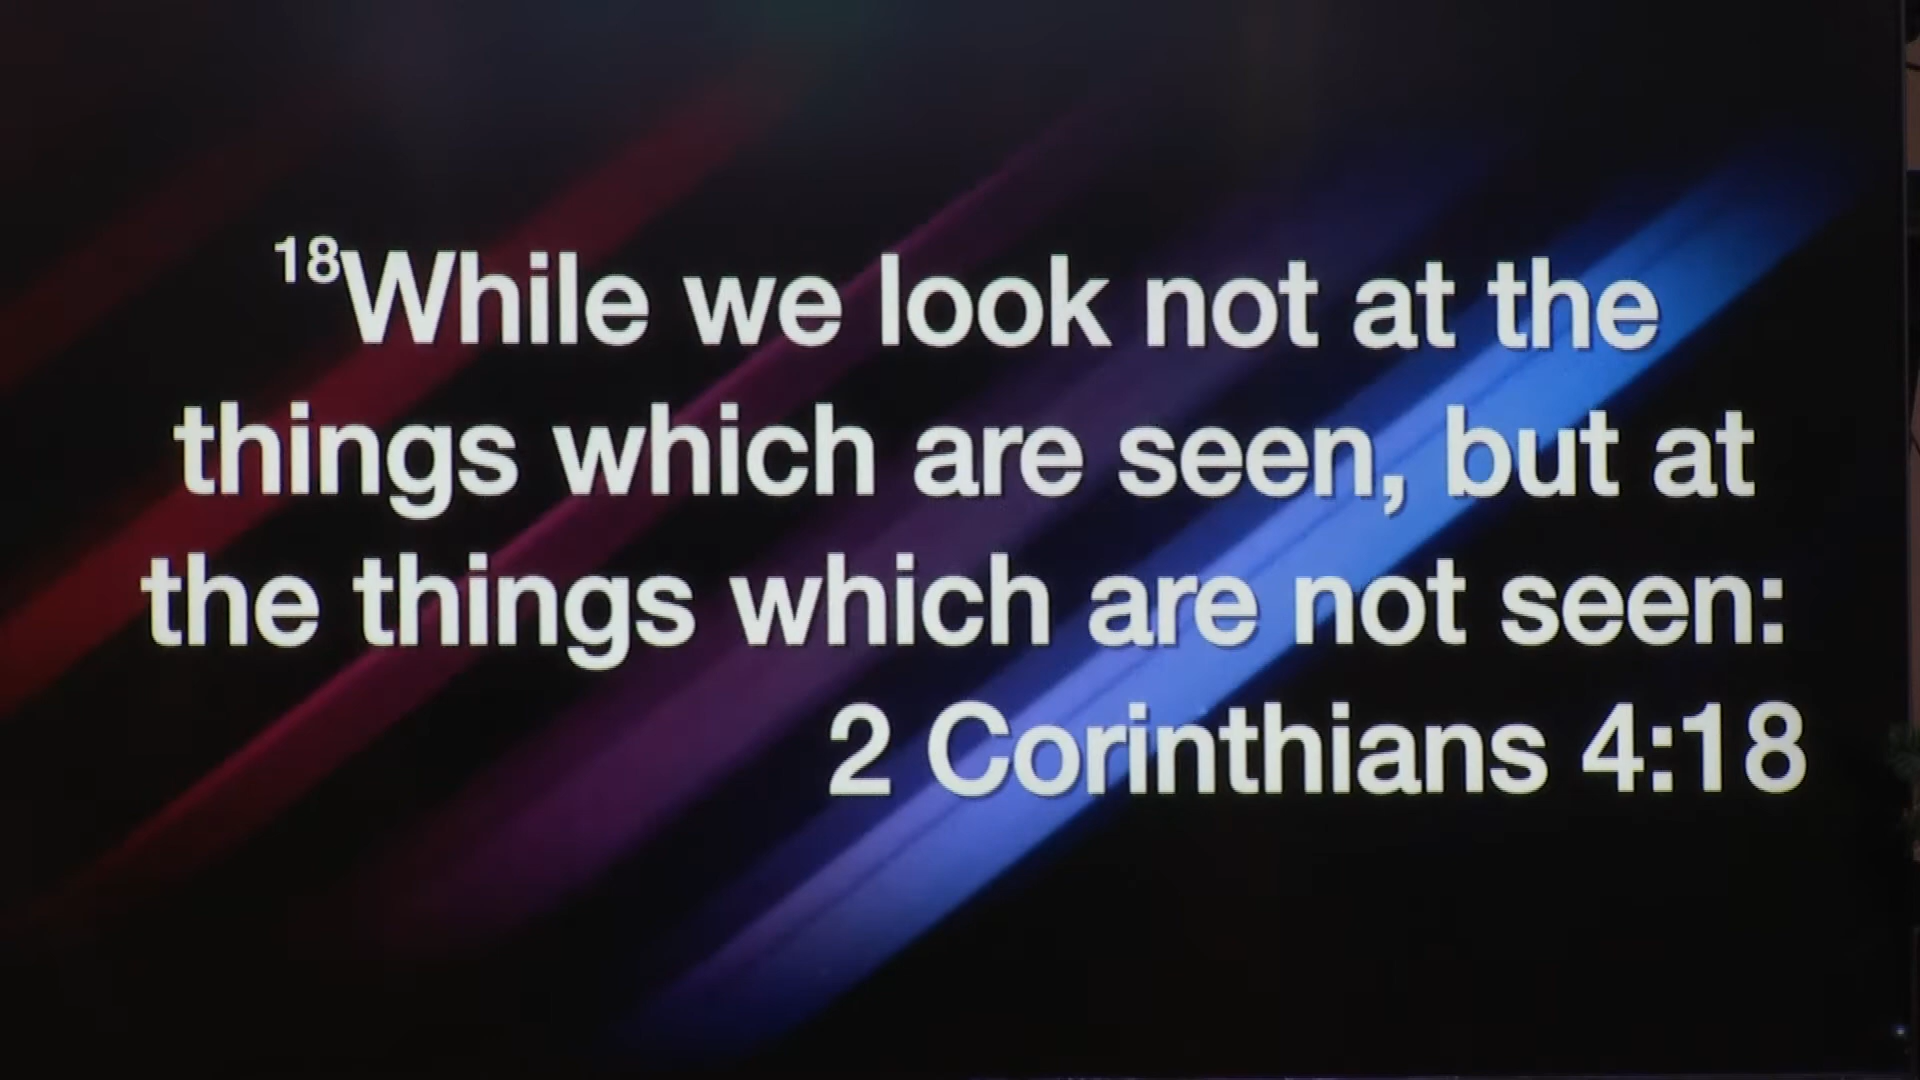 18While we look not at the
things which are seen, but at
the things which are not seen:
2 Corinthians 4:18